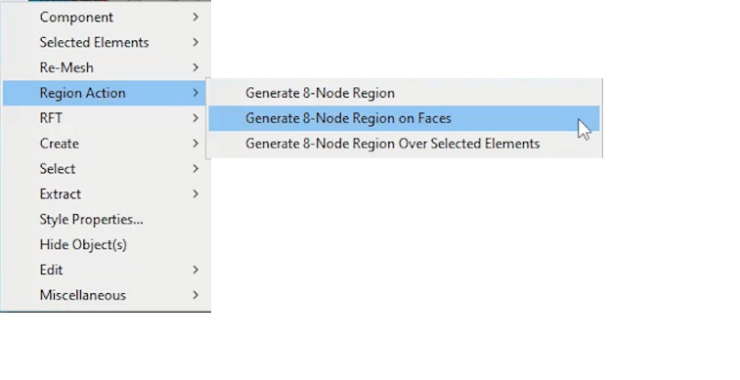 Component
Selected Elements
Re-Mesh
Region Action
Generate 8-Node Region
RFT
Generate 8-Node Region on Faces
Create
Generate 8-Node Region Over Selected Elements
Select
Extract
Style Properties...
Hide Object(s)
Edit
Miscellaneous